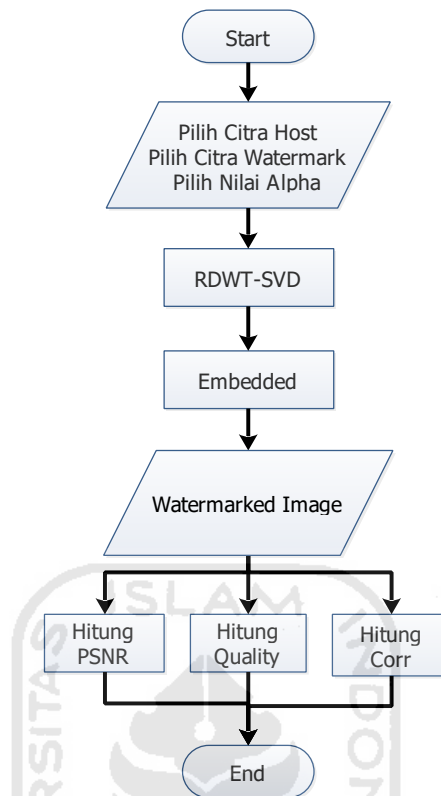 Start
Pilih Citra Host
Pilih Citra Watermark
Pilih Nilai Alpha
RDWT-SVD
Embedded
Watermarked Image
ISLAM
Hitung
PSNR
Hitung
Quality
Hitung
Corr
End